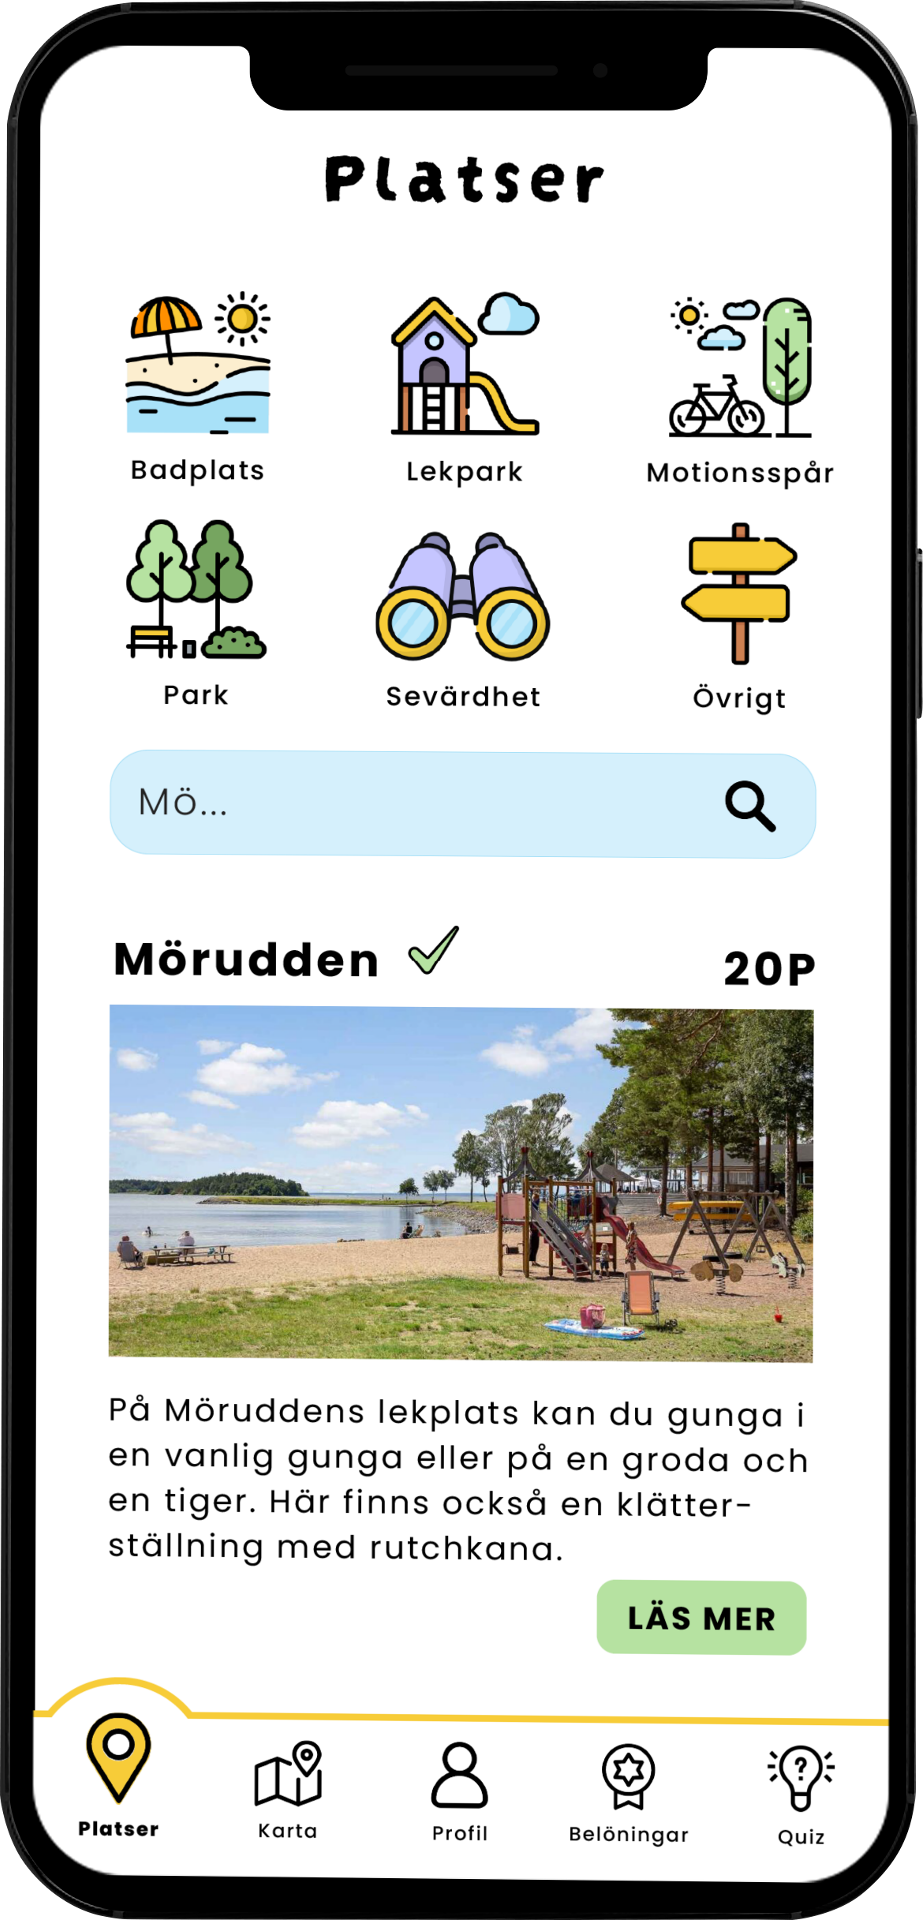 Platser
Badplats
Lekpark
Motionsspår
Park
Sevärdhet
Övrigt
Mö...
Mörudden
20P
På Möruddens lekplats kan du gunga i
en vanlig gunga eller på en groda och
en tiger. Här finns också en klätter-
ställning med rutchkana.
LÄS MER
Platser
Karta
Profil
Belöningar
Quiz